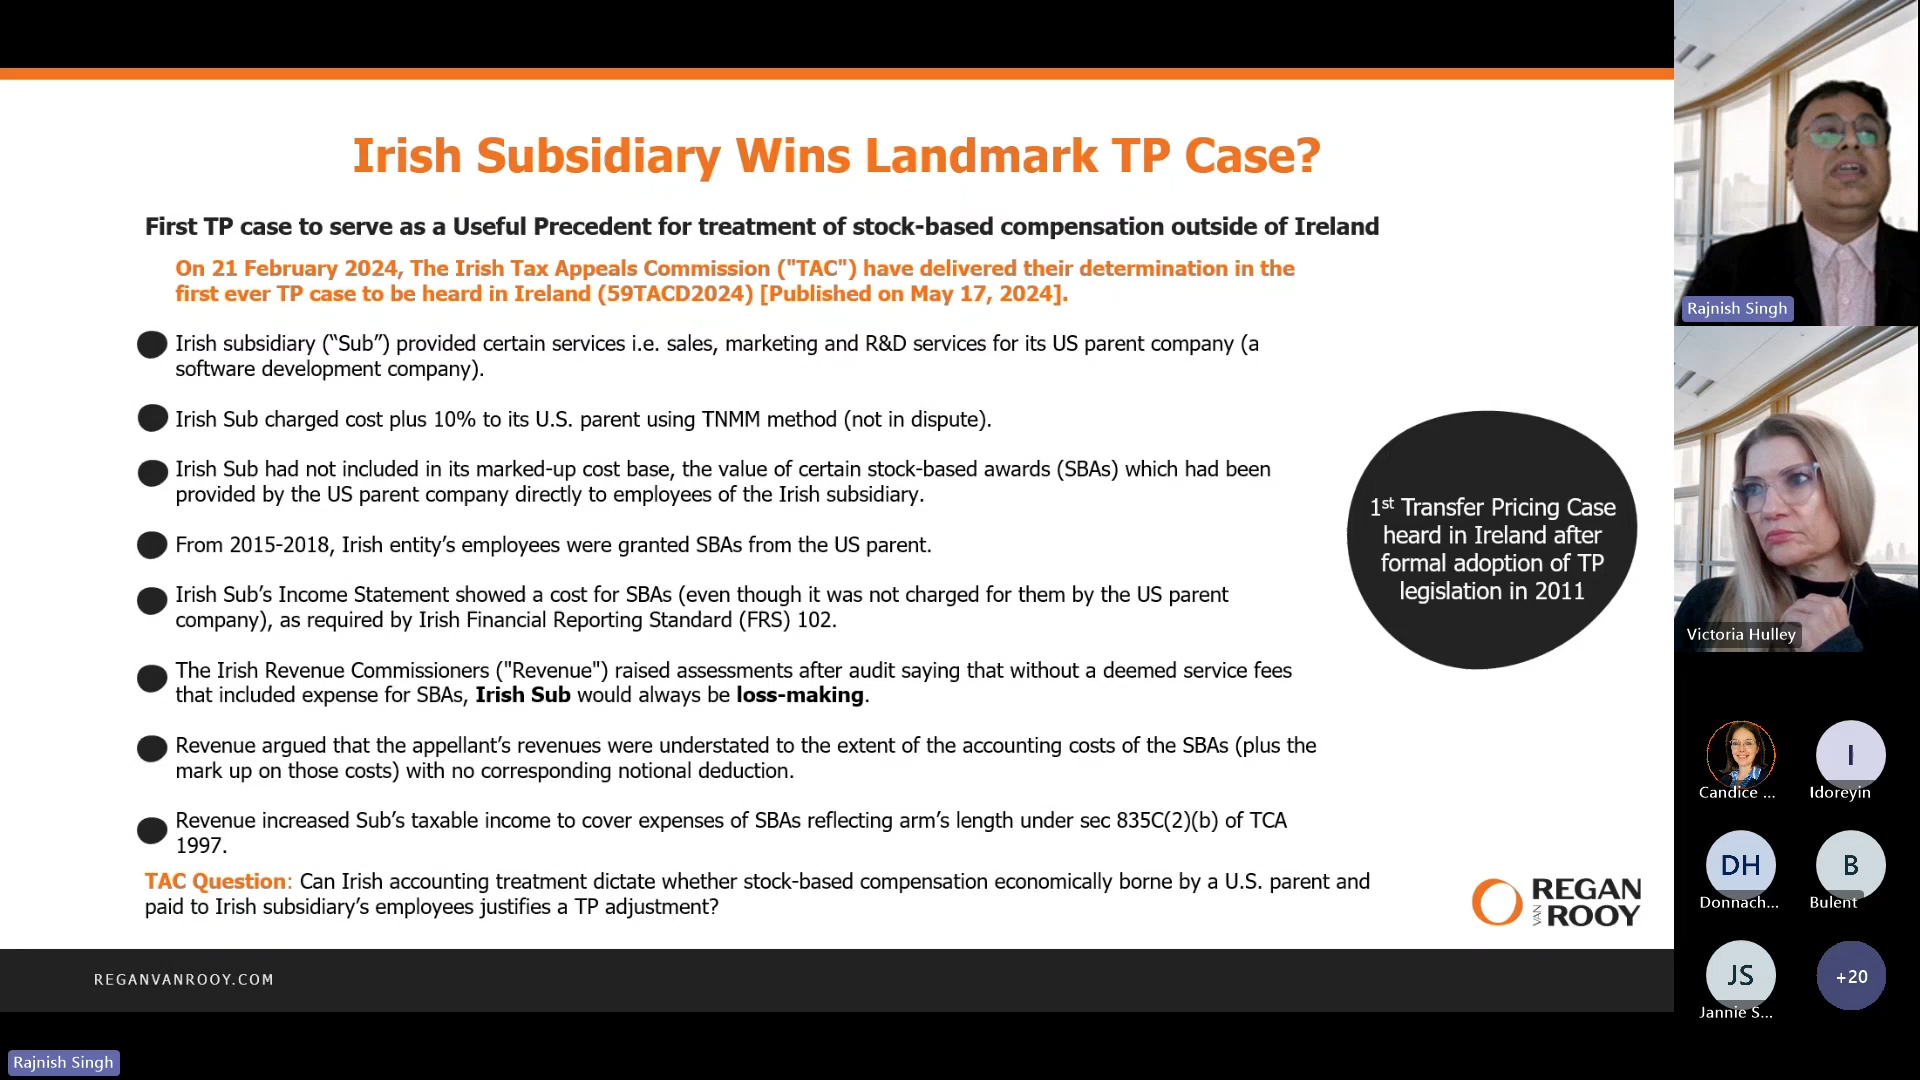 Irish Subsidiary Wins Landmark TP Case?
First TP case to serve as a Useful Precedent for treatment of stock-based compensation outside of Ireland
On 21 February 2024, The Irish Tax Appeals Commission ("TAC") have delivered their determination in the
first ever TP case to be heard in Ireland (59TACD2024) [Published on May 17, 2024].
Irish subsidiary (“Sub”) provided certain services i.e. sales, marketing and R&D services for its US parent company (a
software development company).
Irish Sub charged cost plus 10% to its U.S. parent using TNMM method (not in dispute).
Irish Sub had not included in its marked-up cost base, the value of certain stock-based awards (SBAs) which had been
provided by the US parent company directly to employees of the Irish subsidiary.
From 2015-2018, Irish entity’s employees were granted SBAs from the US parent.
Irish Sub’s Income Statement showed a cost for SBAs (even though it was not charged for them by the US parent
company), as required by Irish Financial Reporting Standard (FRS) 102.
The Irish Revenue Commissioners ("Revenue") raised assessments after audit saying that without a deemed service fees
that included expense for SBAs, Irish Sub would always be loss-making.
Revenue argued that the appellant’s revenues were understated to the extent of the accounting costs of the SBAs (plus the
mark up on those costs) with no corresponding notional deduction.
Revenue increased Sub’s taxable income to cover expenses of SBAs reflecting arm’s length under sec 835C(2)(b) of TCA
1997.
TAC Question: Can Irish accounting treatment dictate whether stock-based compensation economically borne by a U.S. parent and
paid to Irish subsidiary’s employees justifies a TP adjustment?
1st Transfer Pricing Case
heard in Ireland after
formal adoption of TP
legislation in 2011
REGAN
VAN ROOY
REGANVANROOY.COM
Rajnish Singh
Rajnish Singh
Victoria Hulley
Candice ...
I
Idoreyin
DH
Donnach...
B
Bulent
JS
Jannie S...
+20